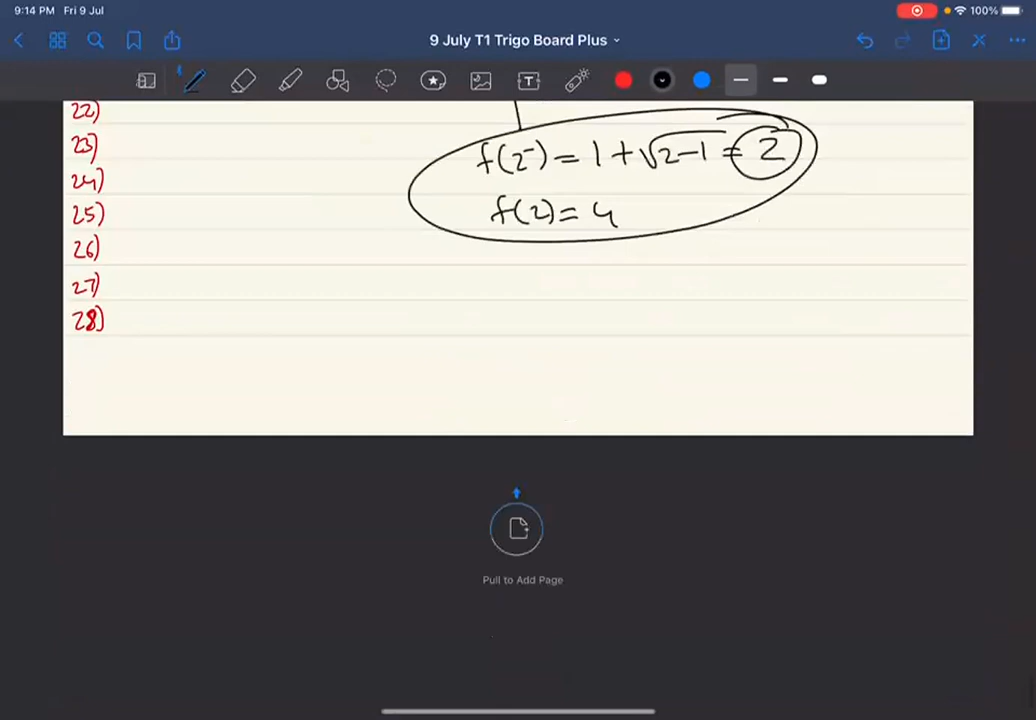 9:14 PM Fri 9 Jul
100%
9 July T1 Trigo Board Plus
T
22)
23)
24)
25)
26)
27)
28)
f(2⁻) = 1 + √2-1 = 2
f(2) = 4
Pull to Add Page